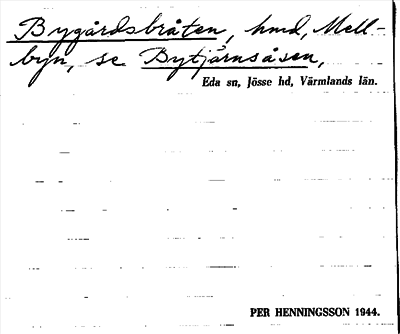 Bygårdsbråten, hmd, Mell-
byn, se Bytjärnsåsen,
Eda sn, Jösse hd, Värmlands län.
PER HENNINGSSON 1944.